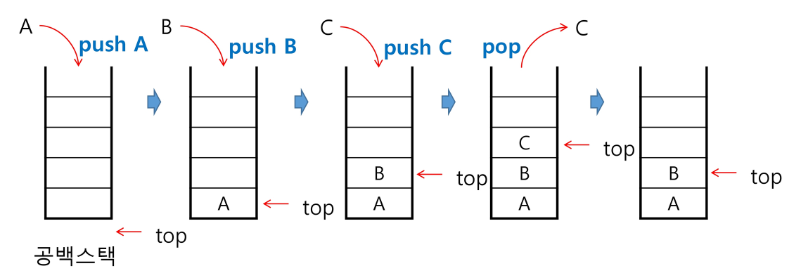 A push A
B push B
C push C
pop C
top
공백스택
A top
B top
A
C top
B
A
B top
A